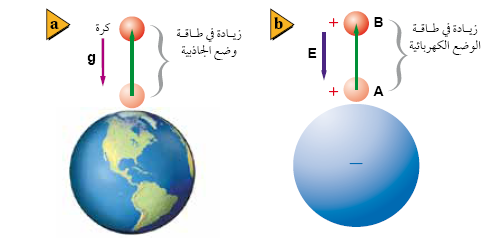 a
كرة
زيادة في طاقة
وضع الجاذبية
g
b
+
B
زيادة في طاقة
الوضع الكهربائية
E
+
A
−